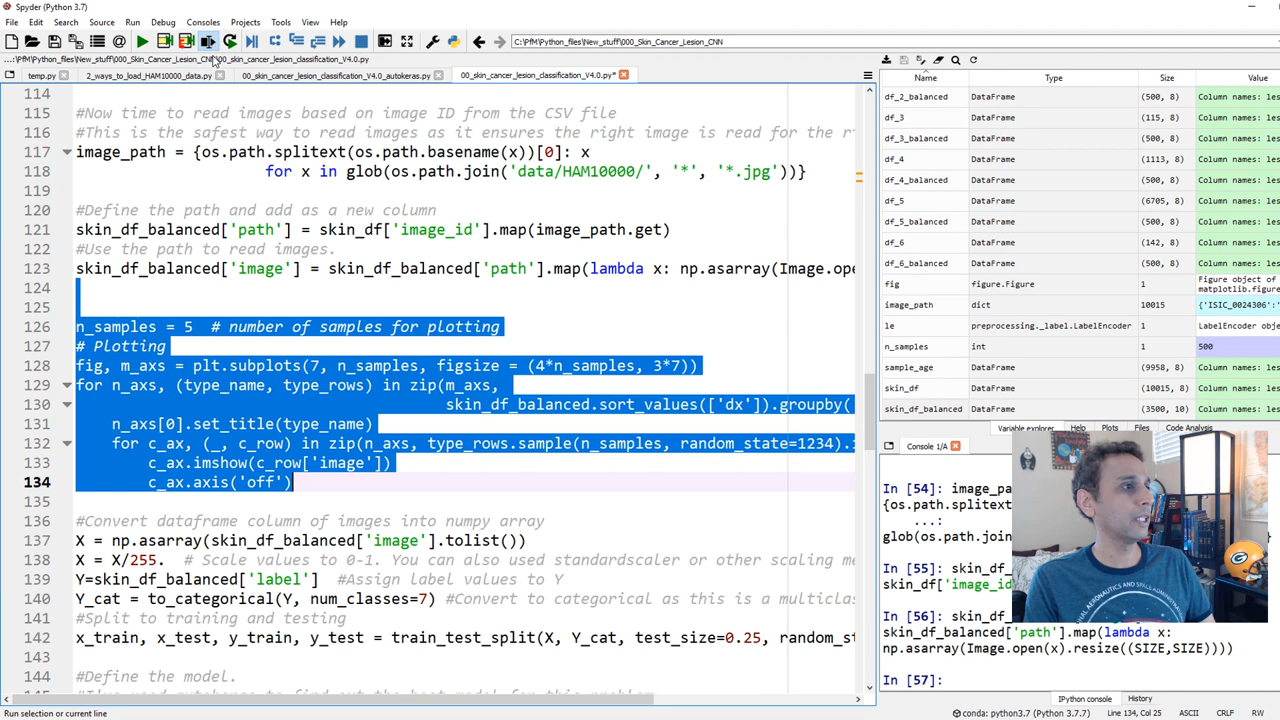 Spyder (Python 3.7)
File Edit Search Source Run Debug Consoles Projects Tools View Help
C:\PfM\Python_files\New_stuff\000_Skin_Cancer_Lesion_CNN
...:\PfM\Python_files\New_stuff\000_Skin_Cancer_Lesion_CNN\00_skin_cancer_lesion_classification_V4.0.py
temp.py 2_ways_to_load_HAM10000_data.py 00_skin_cancer_lesion_classification_V4.0_autokeras.py 00_skin_cancer_lesion_classification_V4.0.py*
114
115 #Now time to read images based on image ID from the CSV file
116 #This is the safest way to read images as it ensures the right image is read for the ri
117 image_path = {os.path.splitext(os.path.basename(x))[0]: x
118 for x in glob(os.path.join('data/HAM10000/', '*', '*.jpg'))}
119
120 #Define the path and add as a new column
121 skin_df_balanced['path'] = skin_df['image_id'].map(image_path.get)
122 #Use the path to read images.
123 skin_df_balanced['image'] = skin_df_balanced['path'].map(lambda x: np.asarray(Image.ope
124
125
126 n_samples = 5 # number of samples for plotting
127 # Plotting
128 fig, m_axs = plt.subplots(7, n_samples, figsize = (4*n_samples, 3*7))
129 for n_axs, (type_name, type_rows) in zip(m_axs,
130 skin_df_balanced.sort_values(['dx']).groupby(
131 n_axs[0].set_title(type_name)
132 for c_ax, (_, c_row) in zip(n_axs, type_rows.sample(n_samples, random_state=1234).i
133 c_ax.imshow(c_row['image'])
134 c_ax.axis('off')
135
136 #Convert dataframe column of images into numpy array
137 X = np.asarray(skin_df_balanced['image'].tolist())
138 X = X/255. # Scale values to 0-1. You can also used standardscaler or other scaling me
139 Y=skin_df_balanced['label'] #Assign label values to Y
140 Y_cat = to_categorical(Y, num_classes=7) #Convert to categorical as this is a multiclas
141 #Split to training and testing
142 x_train, x_test, y_train, y_test = train_test_split(X, Y_cat, test_size=0.25, random_st
143
144 #Define the model.
Name Type Size Value
df_2_balanced DataFrame (500, 8) Column names: les
df_3 DataFrame (115, 8) Column names: les
df_3_balanced DataFrame (500, 8) Column names: les
df_4 DataFrame (1113, 8) Column names: les
df_4_balanced DataFrame (500, 8) Column names: les
df_5 DataFrame (6705, 8) Column names: les
df_5_balanced DataFrame (500, 8) Column names: les
df_6 DataFrame (142, 8) Column names: les
df_6_balanced DataFrame (500, 8) Column names: les
fig figure.Figure 1 Figure object of
matplotlib.figure
image_path dict 10015 {'ISIC_0024306':'
le preprocessing._label.LabelEncoder 1 LabelEncoder objec
n_samples int 1 500
sample_age DataFrame (9958, 8) Column names: les
skin_df DataFrame (10015, 8) Column names: les
skin_df_balanced DataFrame (3500, 10) Column names: les
Variable explorer Help Plots Files Code Analysis
Console 1/A
In [54]: image_pa
{os.path.splitext
...:
glob(os.path.join
In [55]: skin_d
skin_df['image_id
In [56]: skin_d
skin_df_balanced['path'].map(lambda x:
np.asarray(Image.open(x).resize((SIZE,SIZE))))
In [57]:
IPython console History
Run selection or current line
conda: python3.7 (Python 3.7.7) Line 134, Col 25 ASCII CRLF RW